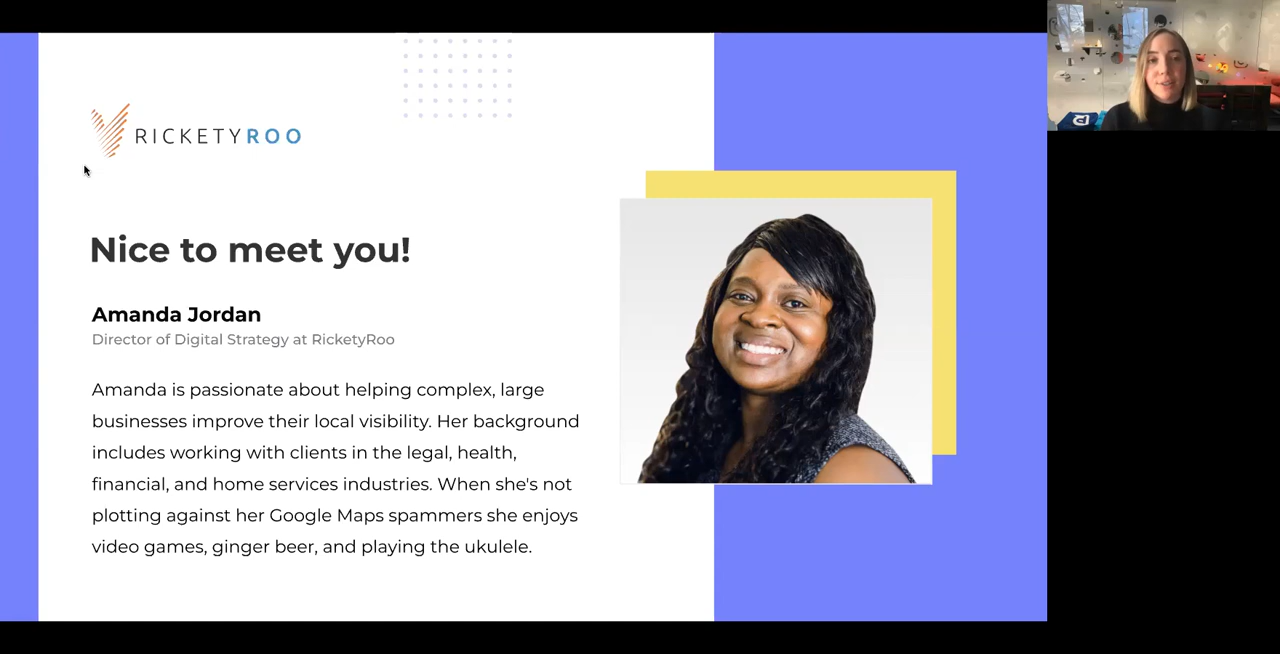 RICKETYROO
Nice to meet you!
Amanda Jordan
Director of Digital Strategy at RicketyRoo
Amanda is passionate about helping complex, large
businesses improve their local visibility. Her background
includes working with clients in the legal, health,
financial, and home services industries. When she's not
plotting against her Google Maps spammers she enjoys
video games, ginger beer, and playing the ukulele.